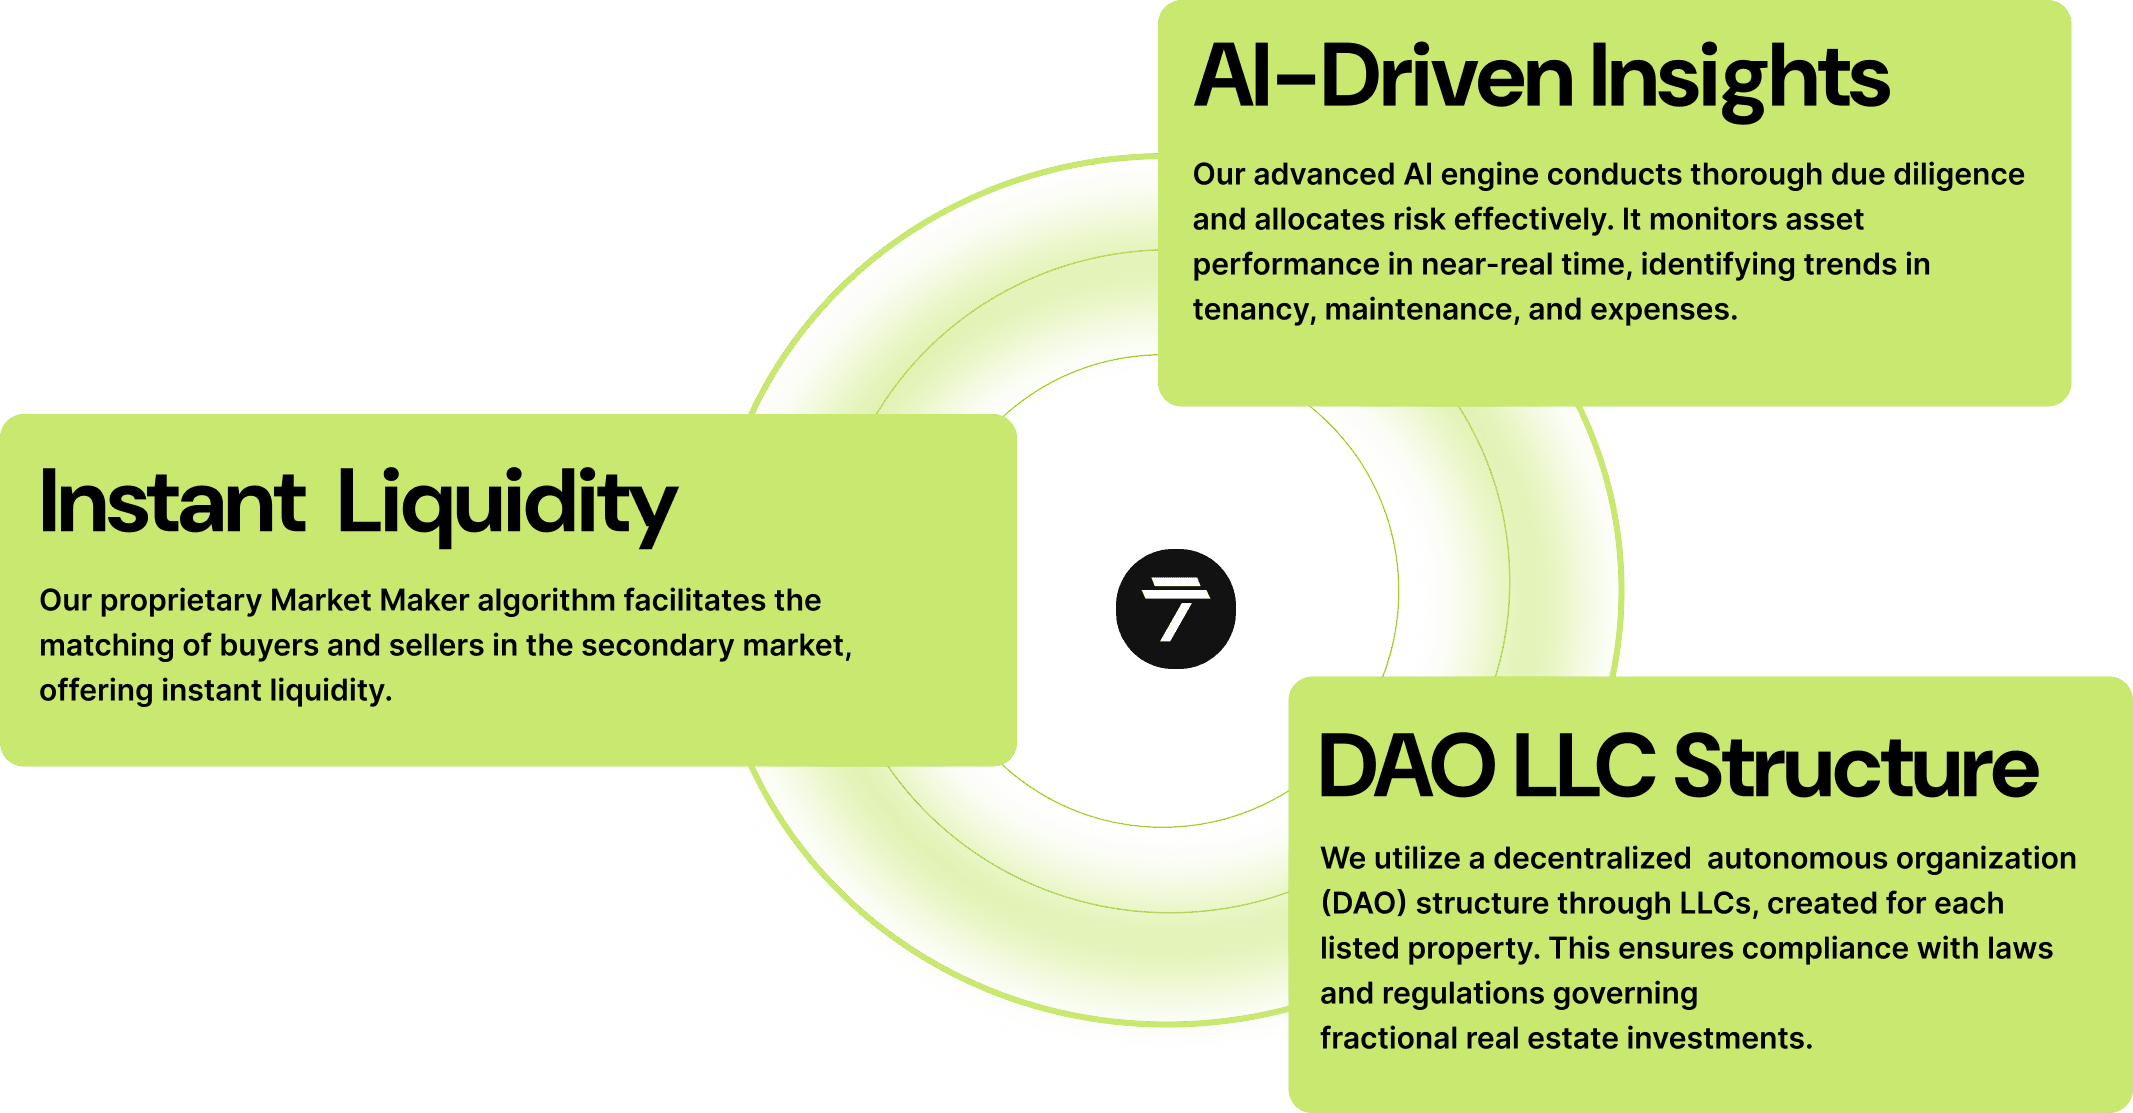 AI-Driven Insights
Our advanced AI engine conducts thorough due diligence
and allocates risk effectively. It monitors asset
performance in near-real time, identifying trends in
tenancy, maintenance, and expenses.
Instant Liquidity
Our proprietary Market Maker algorithm facilitates the
matching of buyers and sellers in the secondary market,
offering instant liquidity.
DAO LLC Structure
We utilize a decentralized autonomous organization
(DAO) structure through LLCs, created for each
listed property. This ensures compliance with laws
and regulations governing
fractional real estate investments.